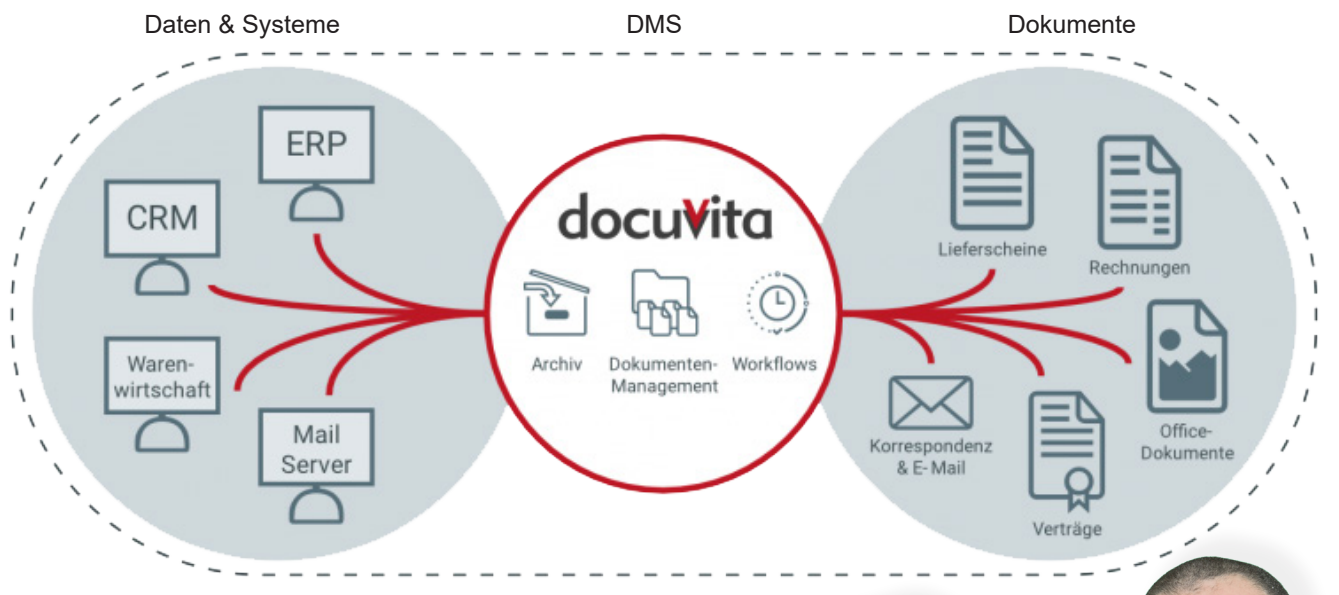 Daten & Systeme
DMS
Dokumente
ERP
CRM
Waren-
wirtschaft
Mail
Server
docuvita
Archiv
Dokumenten-
Management
Workflows
Lieferscheine
Rechnungen
Korrespondenz
& E-Mail
Verträge
Office-
Dokumente